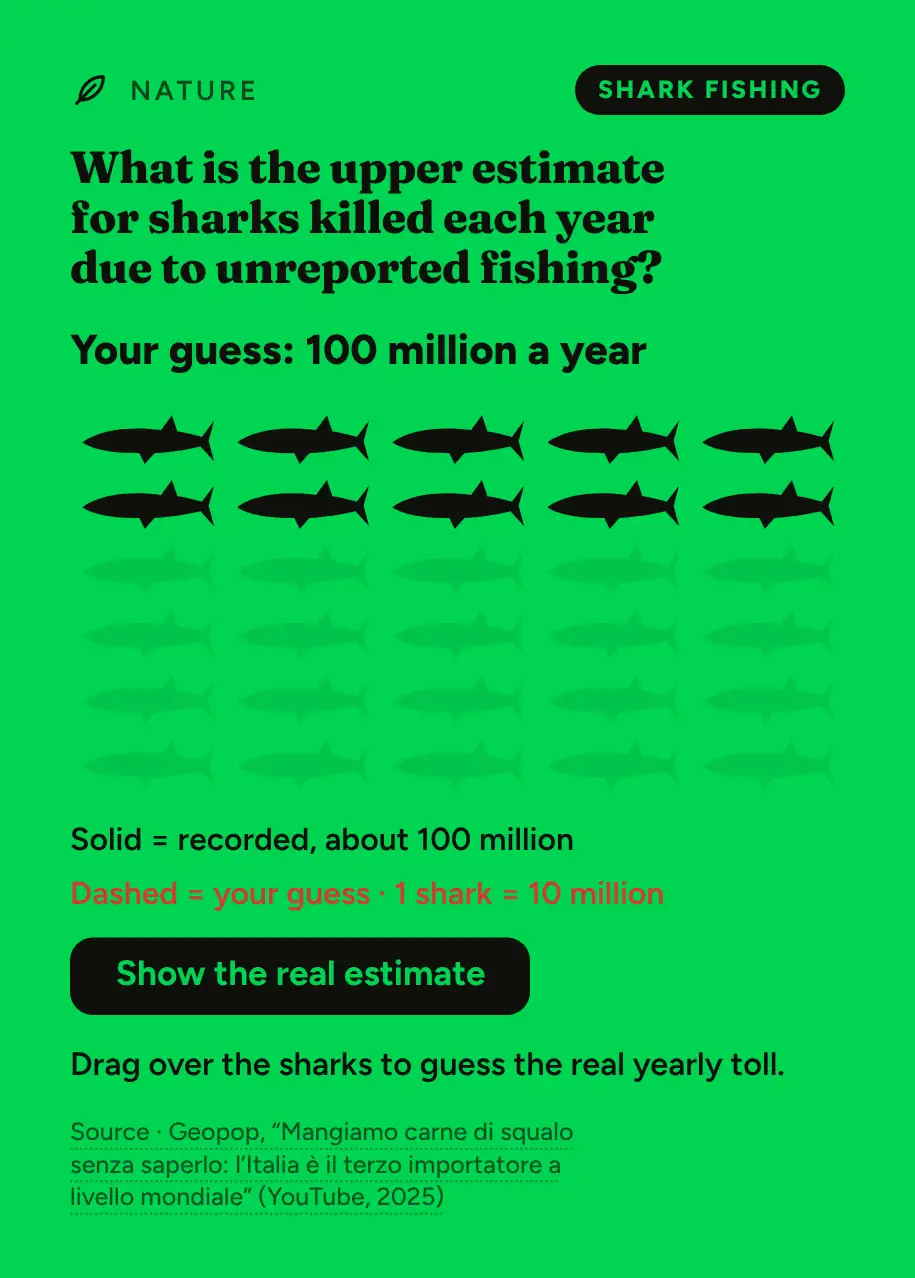 NATURE
SHARK FISHING
What is the upper estimate
for sharks killed each year
due to unreported fishing?
Your guess: 100 million a year
Solid = recorded, about 100 million
Dashed = your guess · 1 shark = 10 million
Show the real estimate
Drag over the sharks to guess the real yearly toll.
Source · Geopop, “Mangiamo carne di squalo
senza saperlo: l’Italia è il terzo importatore a
livello mondiale” (YouTube, 2025)